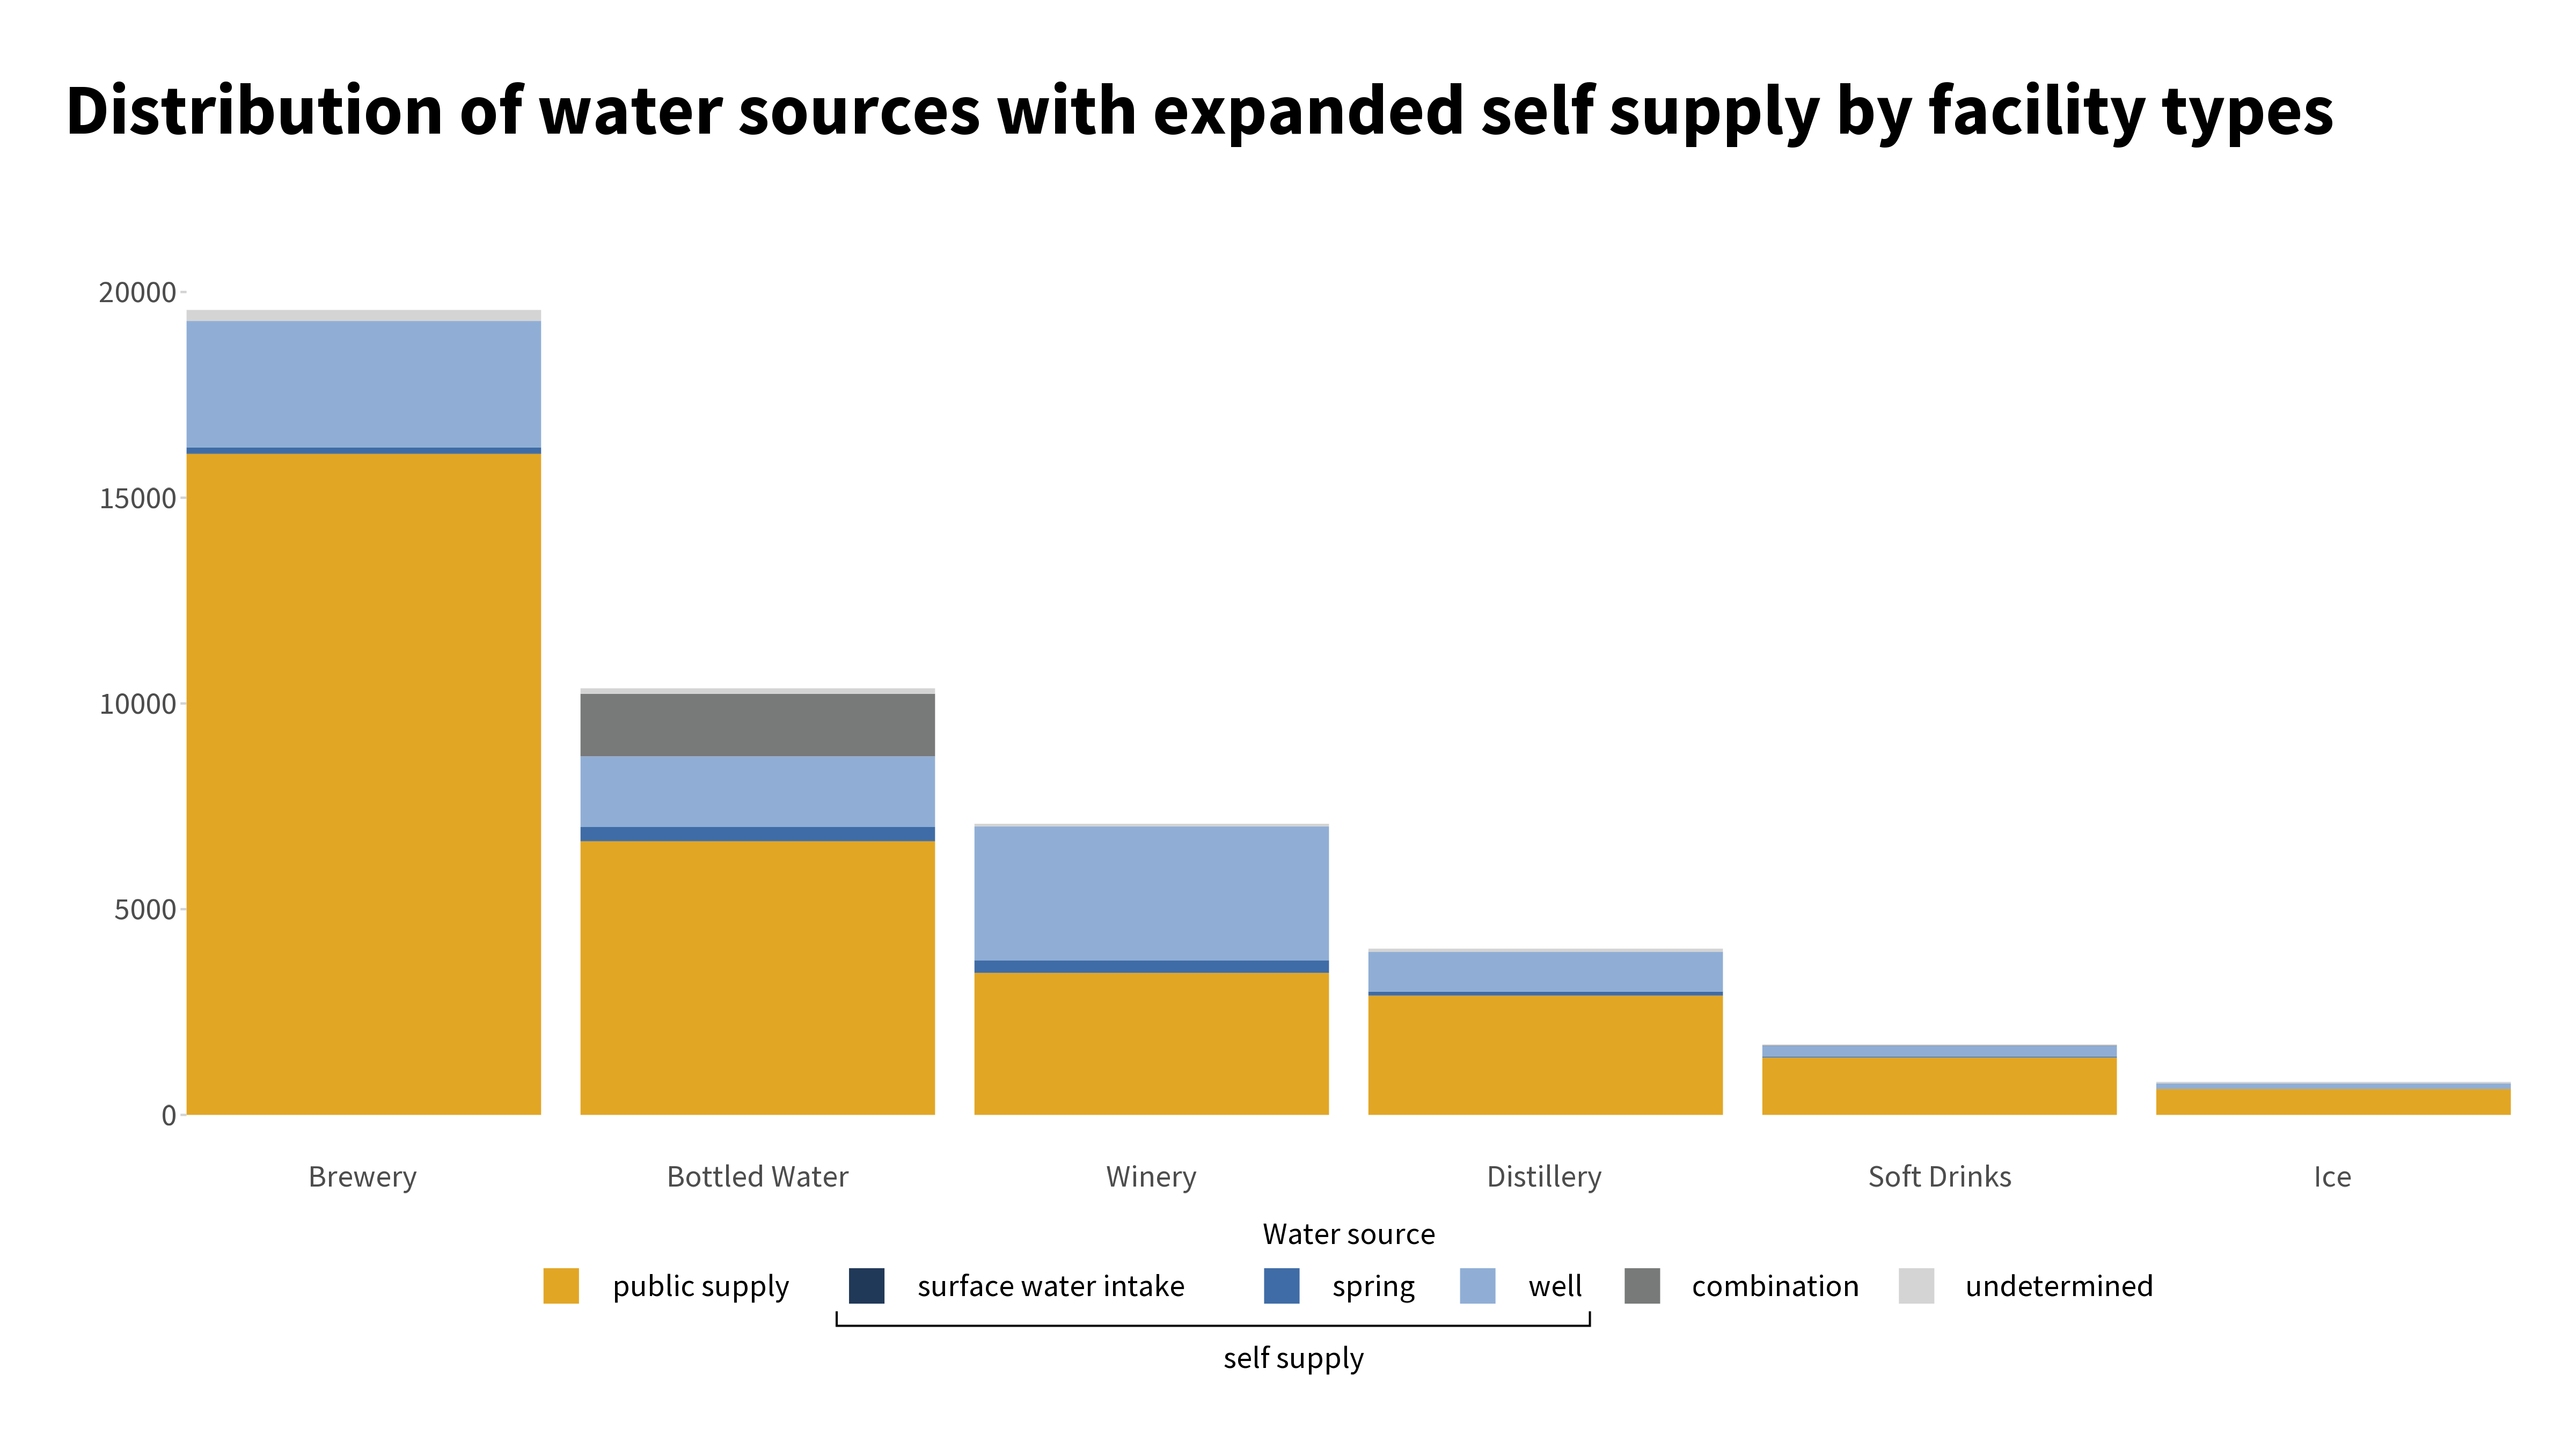 Distribution of water sources with expanded self supply by facility types
20000
15000
10000
5000
0
Brewery Bottled Water Winery Distillery Soft Drinks Ice
Water source
public supply surface water intake spring well combination undetermined
self supply